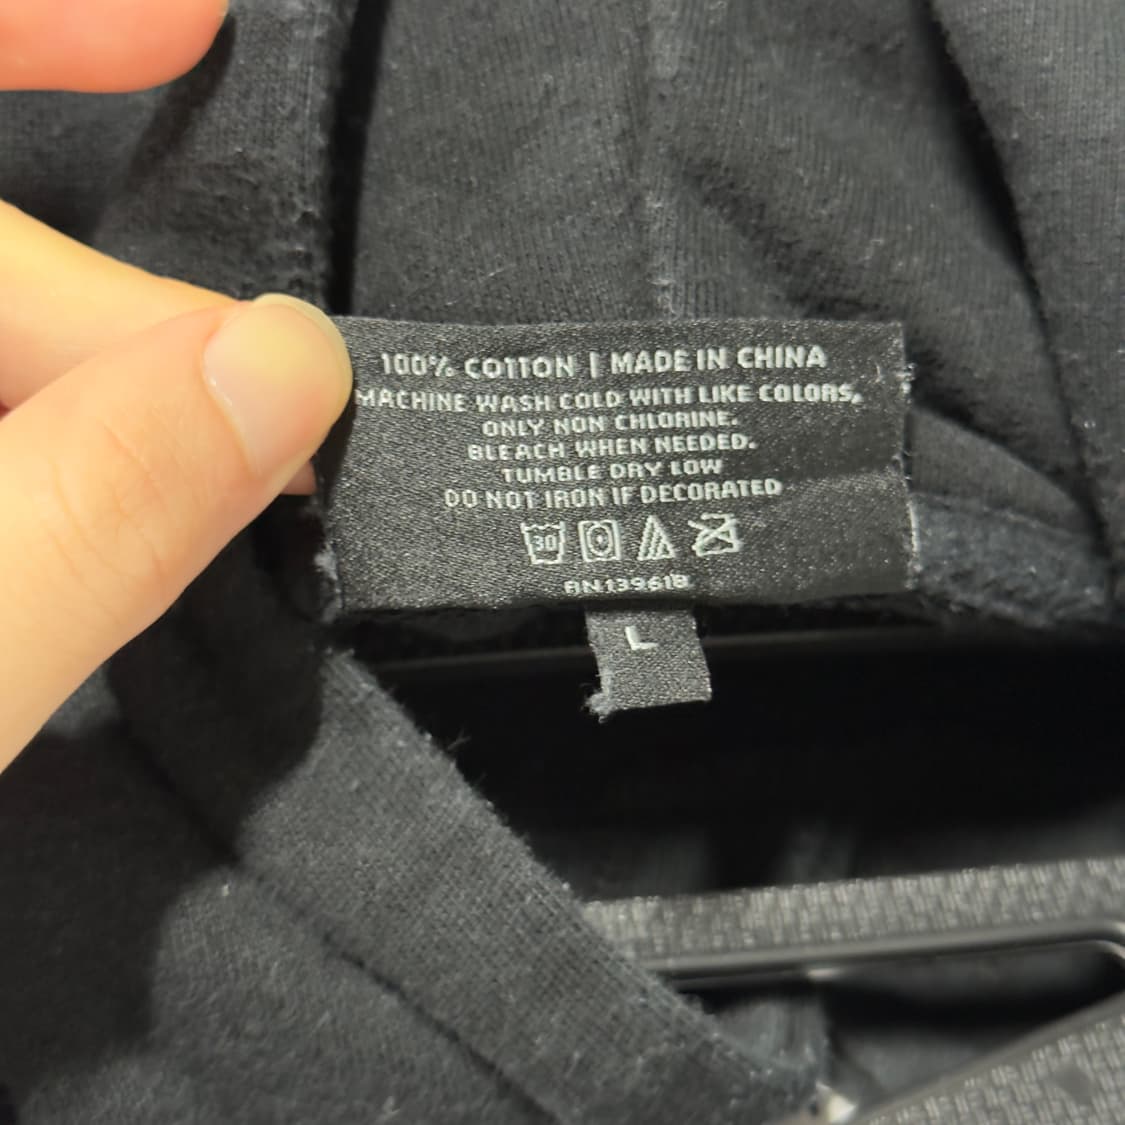 100% COTTON | MADE IN CHINA
MACHINE WASH COLD WITH LIKE COLORS,
ONLY NON CHLORINE.
BLEACH WHEN NEEDED.
TUMBLE DRY LOW
DO NOT IRON IF DECORATED
30
RN139618
L